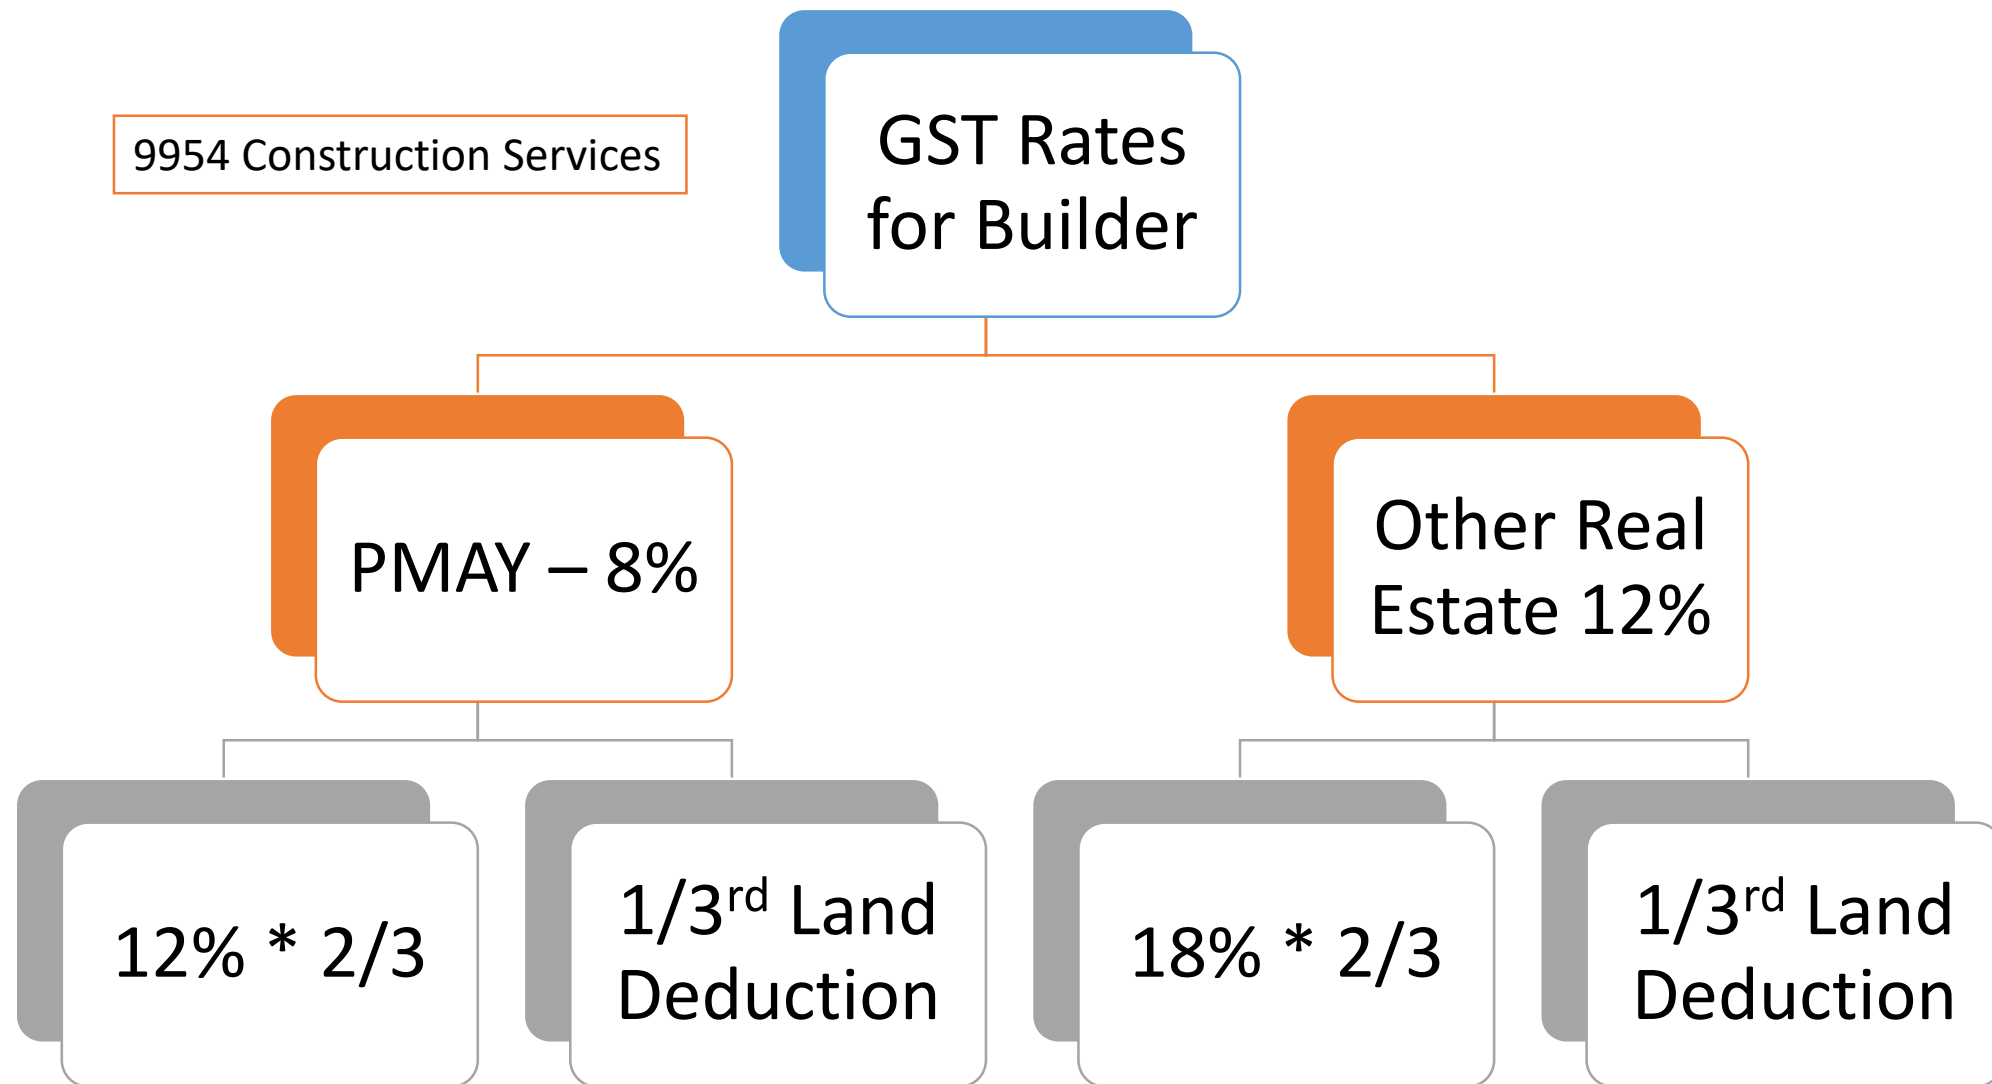 9954 Construction Services
GST Rates
for Builder
PMAY – 8%
Other Real
Estate 12%
12% * 2/3
1/3rd Land
Deduction
18% * 2/3
1/3rd Land
Deduction